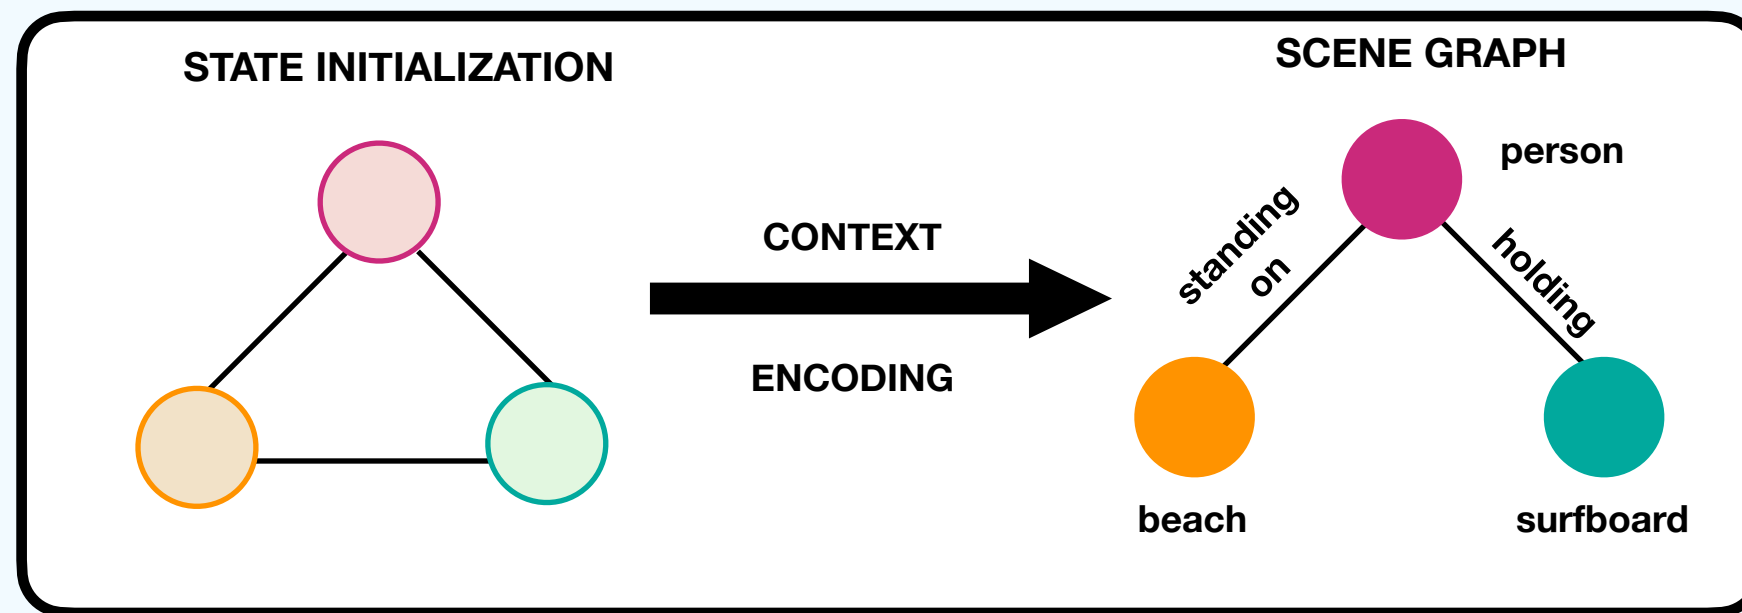 STATE INITIALIZATION
SCENE GRAPH
person
CONTEXT
standing
on
holding
ENCODING
beach
surfboard